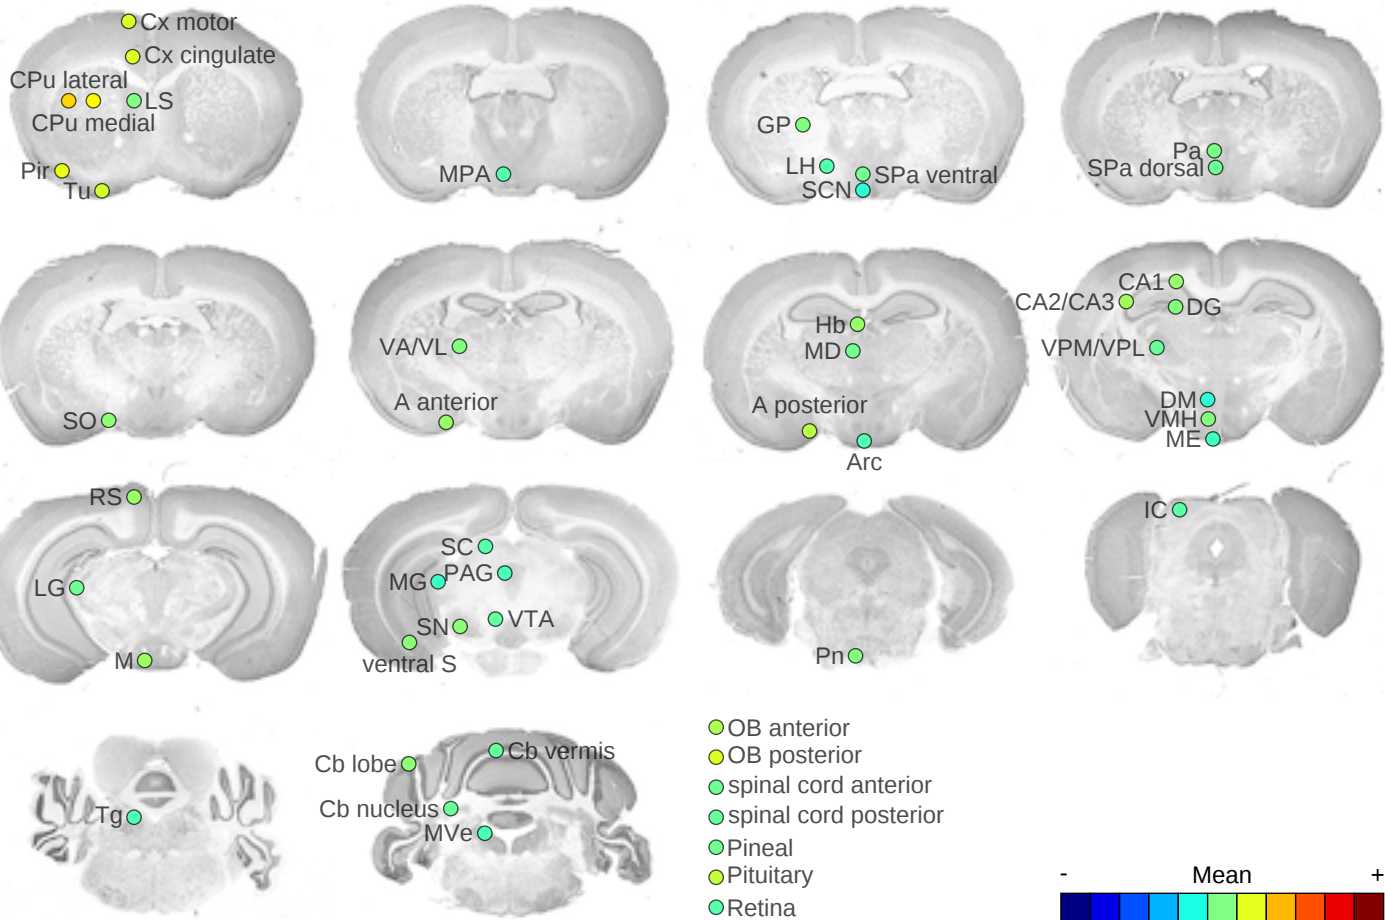 Cx motor
Cx cingulate
CPu lateral
LS
CPu medial
Pir
Tu
MPA
GP
LH
SPa ventral
SCN
Pa
SPa dorsal
SO
VA/VL
A anterior
Hb
MD
A posterior
Arc
CA1
CA2/CA3
DG
VPM/VPL
DM
VMH
ME
RS
LG
M
SC
MG
PAG
SN
VTA
ventral S
Pn
IC
Tg
Cb lobe
Cb vermis
Cb nucleus
MVe
OB anterior
OB posterior
spinal cord anterior
spinal cord posterior
Pineal
Pituitary
Retina
- Mean +